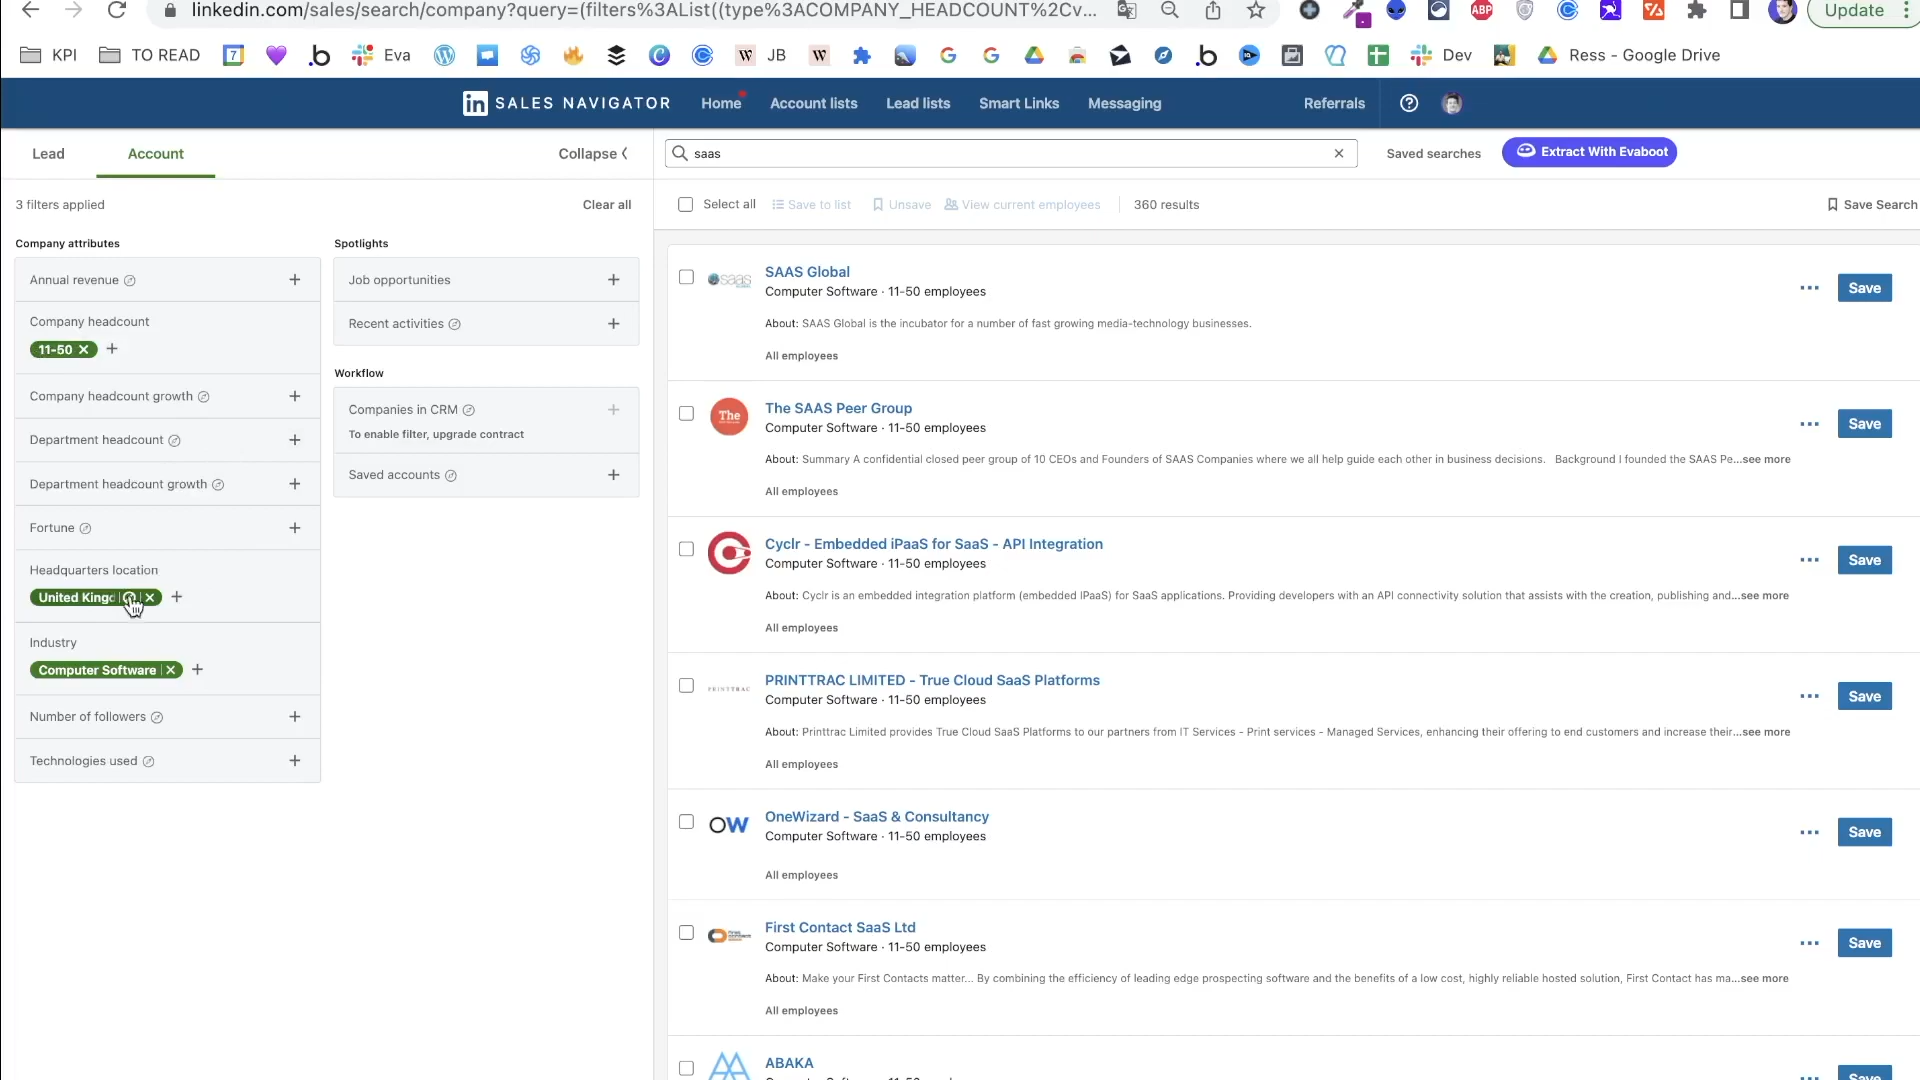 linkedin.com/sales/search/company?query=(filters%3AList((type%3ACOMPANY_HEADCOUNT%2Cv...
ABP
Update
KPI
TO READ
7
Eva
W JB
W
Dev
Ress - Google Drive
in SALES NAVIGATOR
Home
Account lists
Lead lists
Smart Links
Messaging
Referrals
Lead
Account
Collapse
saas
Saved searches
Extract With Evaboot
3 filters applied
Clear all
Select all
Save to list
Unsave
View current employees
360 results
Save Search
Company attributes
Annual revenue
Company headcount
11-50
Company headcount growth
Department headcount
Department headcount growth
Fortune
Headquarters location
United Kingd
Industry
Computer Software
Number of followers
Technologies used
Spotlights
Job opportunities
Recent activities
Workflow
Companies in CRM
To enable filter, upgrade contract
Saved accounts
saas
SAAS Global
Computer Software · 11-50 employees
About: SAAS Global is the incubator for a number of fast growing media-technology businesses.
All employees
Save
The
The SAAS Peer Group
Computer Software · 11-50 employees
About: Summary A confidential closed peer group of 10 CEOs and Founders of SAAS Companies where we all help guide each other in business decisions. Background I founded the SAAS Pe...see more
All employees
Save
Cyclr - Embedded iPaaS for SaaS - API Integration
Computer Software · 11-50 employees
About: Cyclr is an embedded integration platform (embedded iPaaS) for SaaS applications. Providing developers with an API connectivity solution that assists with the creation, publishing and...see more
All employees
Save
PRINTTRAC
PRINTTRAC LIMITED - True Cloud SaaS Platforms
Computer Software · 11-50 employees
About: Printtrac Limited provides True Cloud SaaS Platforms to our partners from IT Services - Print services - Managed Services, enhancing their offering to end customers and increase their...see more
All employees
Save
OW
OneWizard - SaaS & Consultancy
Computer Software · 11-50 employees
All employees
Save
First Contact SaaS Ltd
Computer Software · 11-50 employees
About: Make your First Contacts matter... By combining the efficiency of leading edge prospecting software and the benefits of a low cost, highly reliable hosted solution, First Contact has ma...see more
All employees
Save
ABAKA
Save